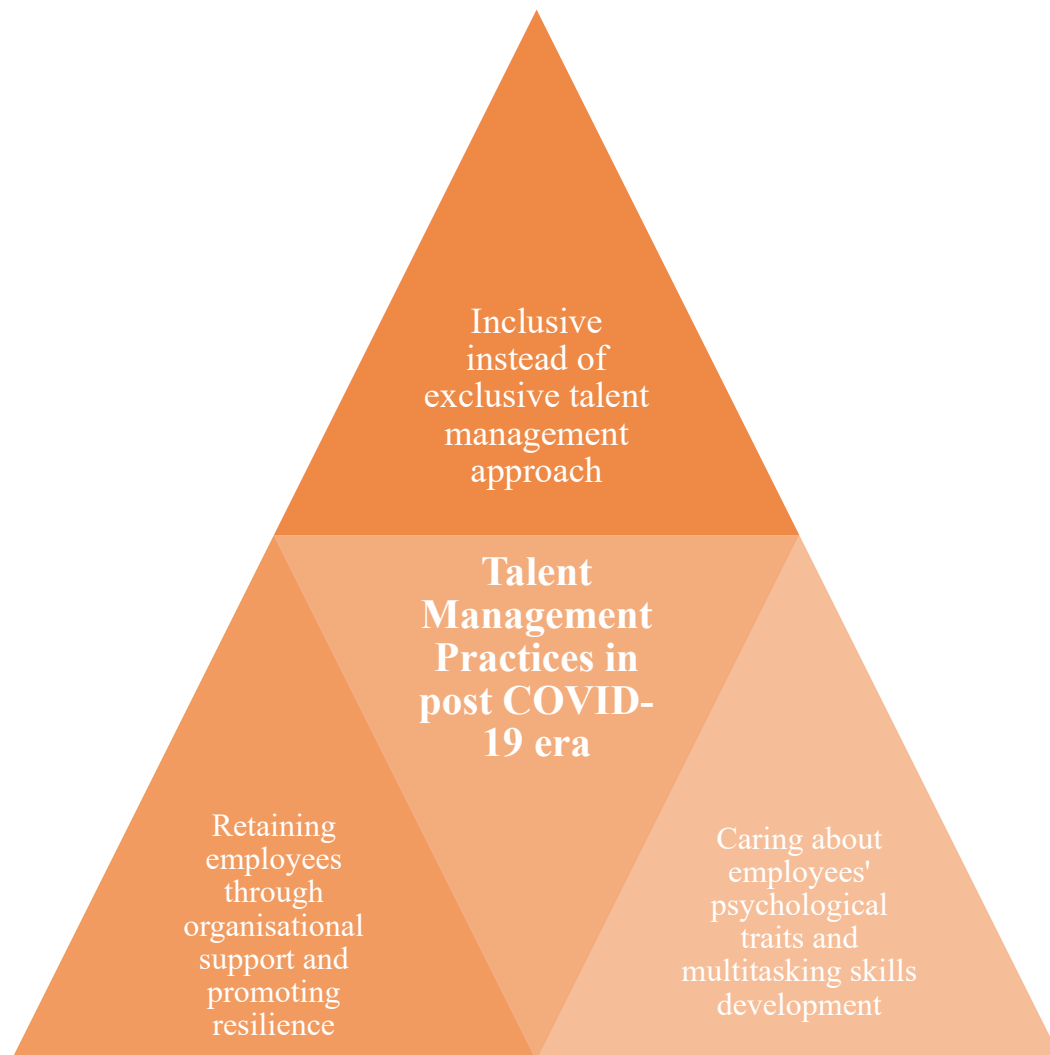 Inclusive
instead of
exclusive talent
management
approach
Talent
Management
Practices in
post COVID-
19 era
Retaining
employees
through
organisational
support and
promoting
resilience
Caring about
employees'
psychological
traits and
multitasking skills
development